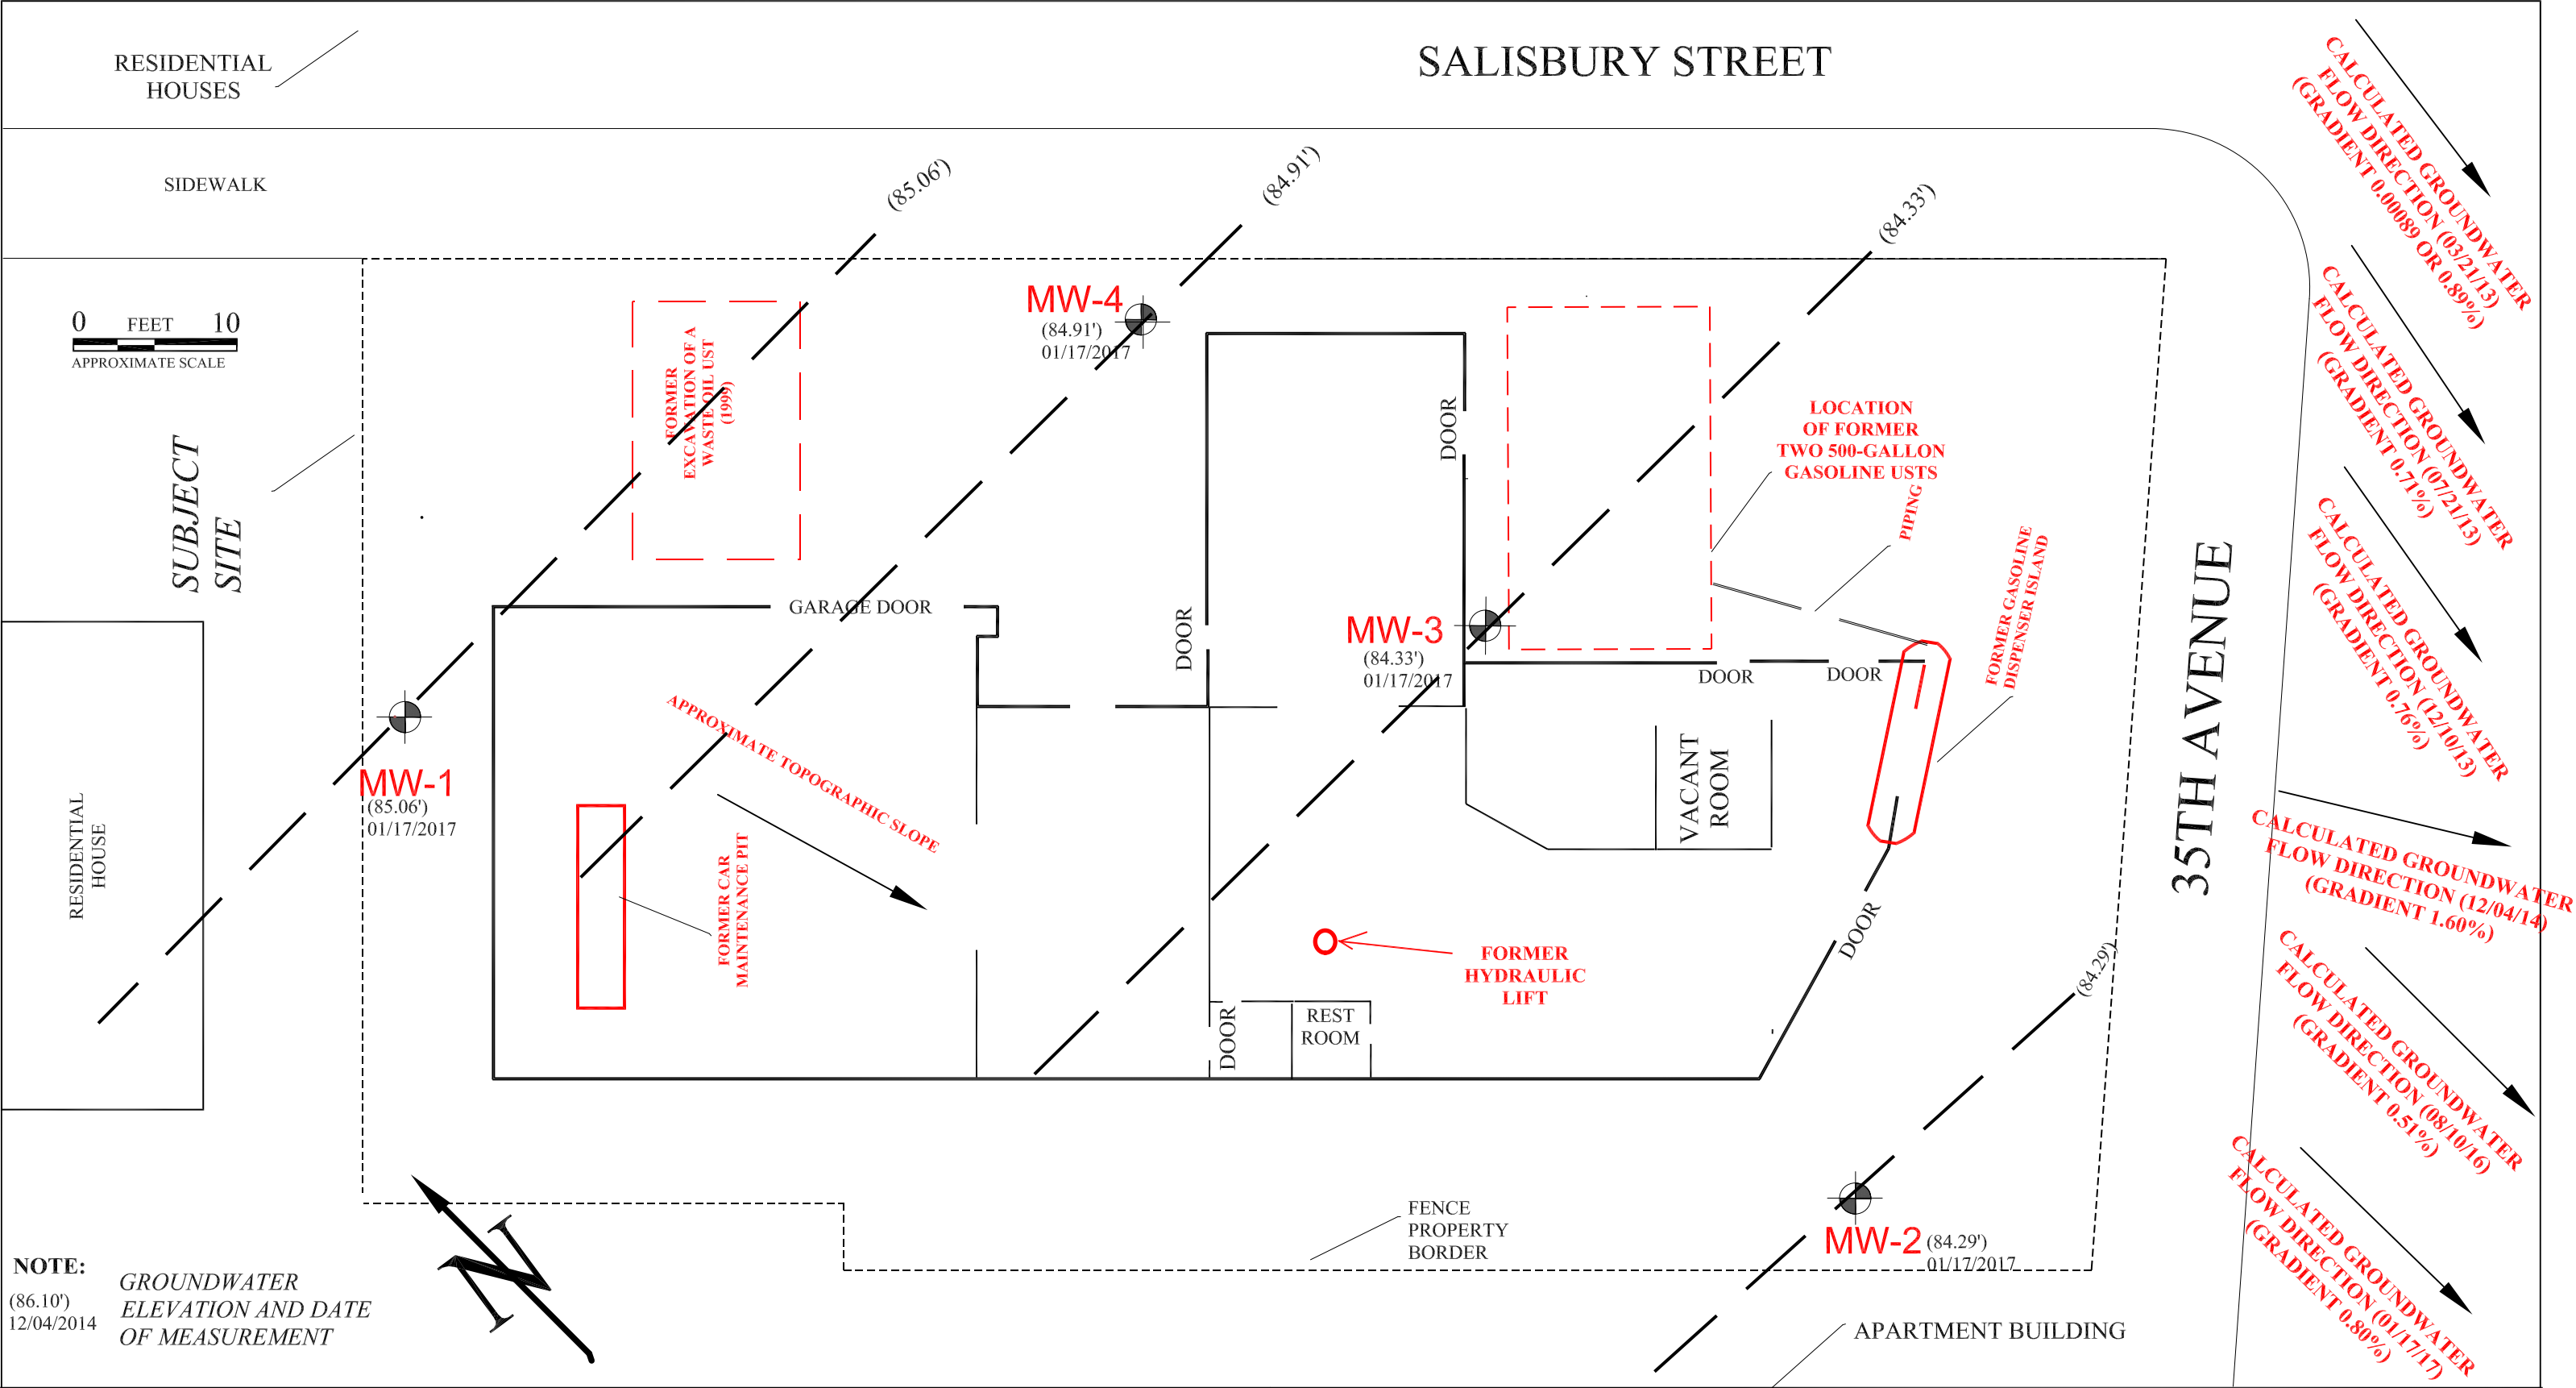 RESIDENTIAL
HOUSES
SALISBURY STREET
SIDEWALK
(85.06')
(84.91')
(84.33')
0 FEET 10
APPROXIMATE SCALE
SUBJECT
SITE
FORMER
EXCAVATION OF A
WASTE OIL UST
(1999)
MW-4
(84.91')
01/17/2017
DOOR
LOCATION
OF FORMER
TWO 500-GALLON
GASOLINE USTS
PIPING
FORMER GASOLINE
DISPENSER ISLAND
GARAGE DOOR
DOOR
MW-3
(84.33')
01/17/2017
DOOR
DOOR
VACANT
ROOM
35TH AVENUE
MW-1
(85.06')
01/17/2017
RESIDENTIAL
HOUSE
APPROXIMATE TOPOGRAPHIC SLOPE
FORMER CAR
MAINTENANCE PIT
FORMER
HYDRAULIC
LIFT
DOOR
(84.29')
DOOR
REST
ROOM
FENCE
PROPERTY
BORDER
MW-2 (84.29')
01/17/2017
APARTMENT BUILDING
N
NOTE:
(86.10')
12/04/2014
GROUNDWATER
ELEVATION AND DATE
OF MEASUREMENT
CALCULATED GROUNDWATER
FLOW DIRECTION (03/21/13)
(GRADIENT 0.00089 OR 0.89%)
CALCULATED GROUNDWATER
FLOW DIRECTION (07/21/13)
(GRADIENT 0.71%)
CALCULATED GROUNDWATER
FLOW DIRECTION (12/10/13)
(GRADIENT 0.76%)
CALCULATED GROUNDWATER
FLOW DIRECTION (12/04/14)
(GRADIENT 1.60%)
CALCULATED GROUNDWATER
FLOW DIRECTION (08/10/16)
(GRADIENT 0.51%)
CALCULATED GROUNDWATER
FLOW DIRECTION (01/17/17)
(GRADIENT 0.80%)